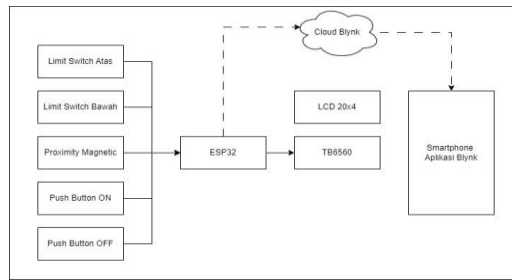 Cloud Blynk
Limit Switch Atas
Limit Switch Bawah
LCD 20x4
Proximity Magnetic
ESP32
TB6560
Smartphone
Aplikasi Blynk
Push Button ON
Push Button OFF